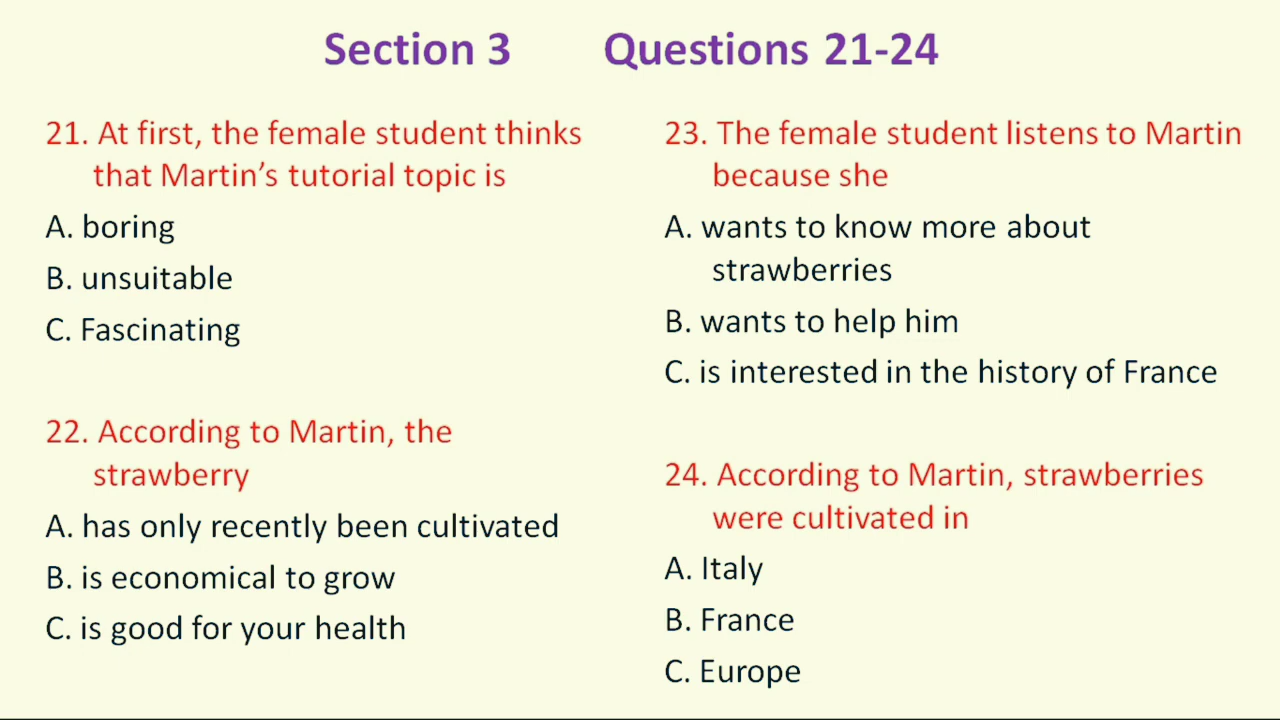 Section 3 Questions 21-24
21. At first, the female student thinks
that Martin’s tutorial topic is
A. boring
B. unsuitable
C. Fascinating
22. According to Martin, the
strawberry
A. has only recently been cultivated
B. is economical to grow
C. is good for your health
23. The female student listens to Martin
because she
A. wants to know more about
strawberries
B. wants to help him
C. is interested in the history of France
24. According to Martin, strawberries
were cultivated in
A. Italy
B. France
C. Europe